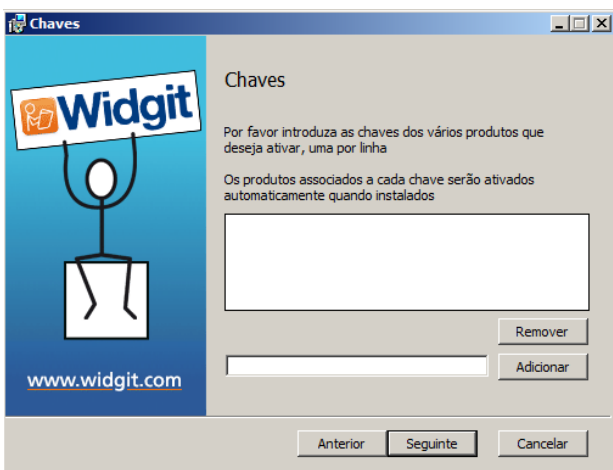 Chaves
Widgit
www.widgit.com
Chaves
Por favor introduza as chaves dos vários produtos que
deseja ativar, uma por linha
Os produtos associados a cada chave serão ativados
automaticamente quando instalados
Remover
Adicionar
Anterior
Seguinte
Cancelar